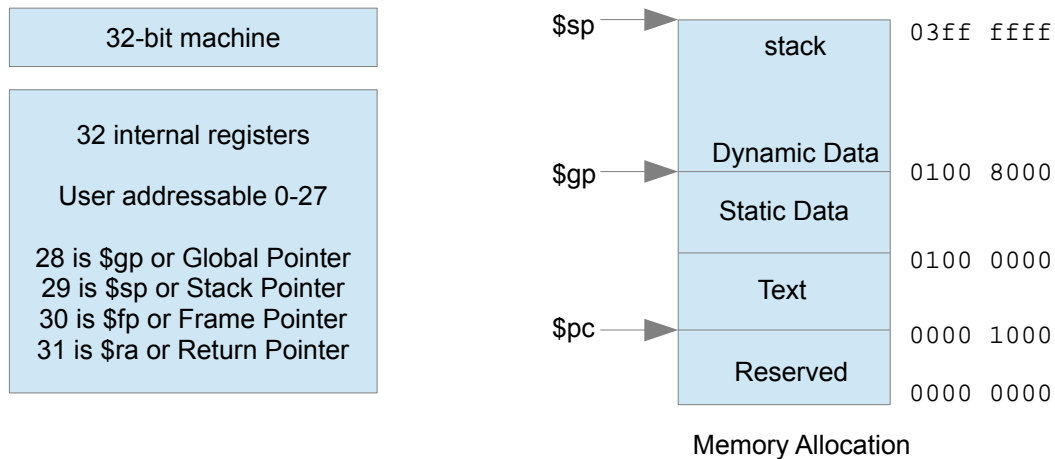 32-bit machine
32 internal registers
User addressable 0-27
28 is $gp or Global Pointer
29 is $sp or Stack Pointer
30 is $fp or Frame Pointer
31 is $ra or Return Pointer
$sp
03ff ffff
stack
Dynamic Data
$gp
0100 8000
Static Data
0100 0000
Text
$pc
0000 1000
Reserved
0000 0000
Memory Allocation